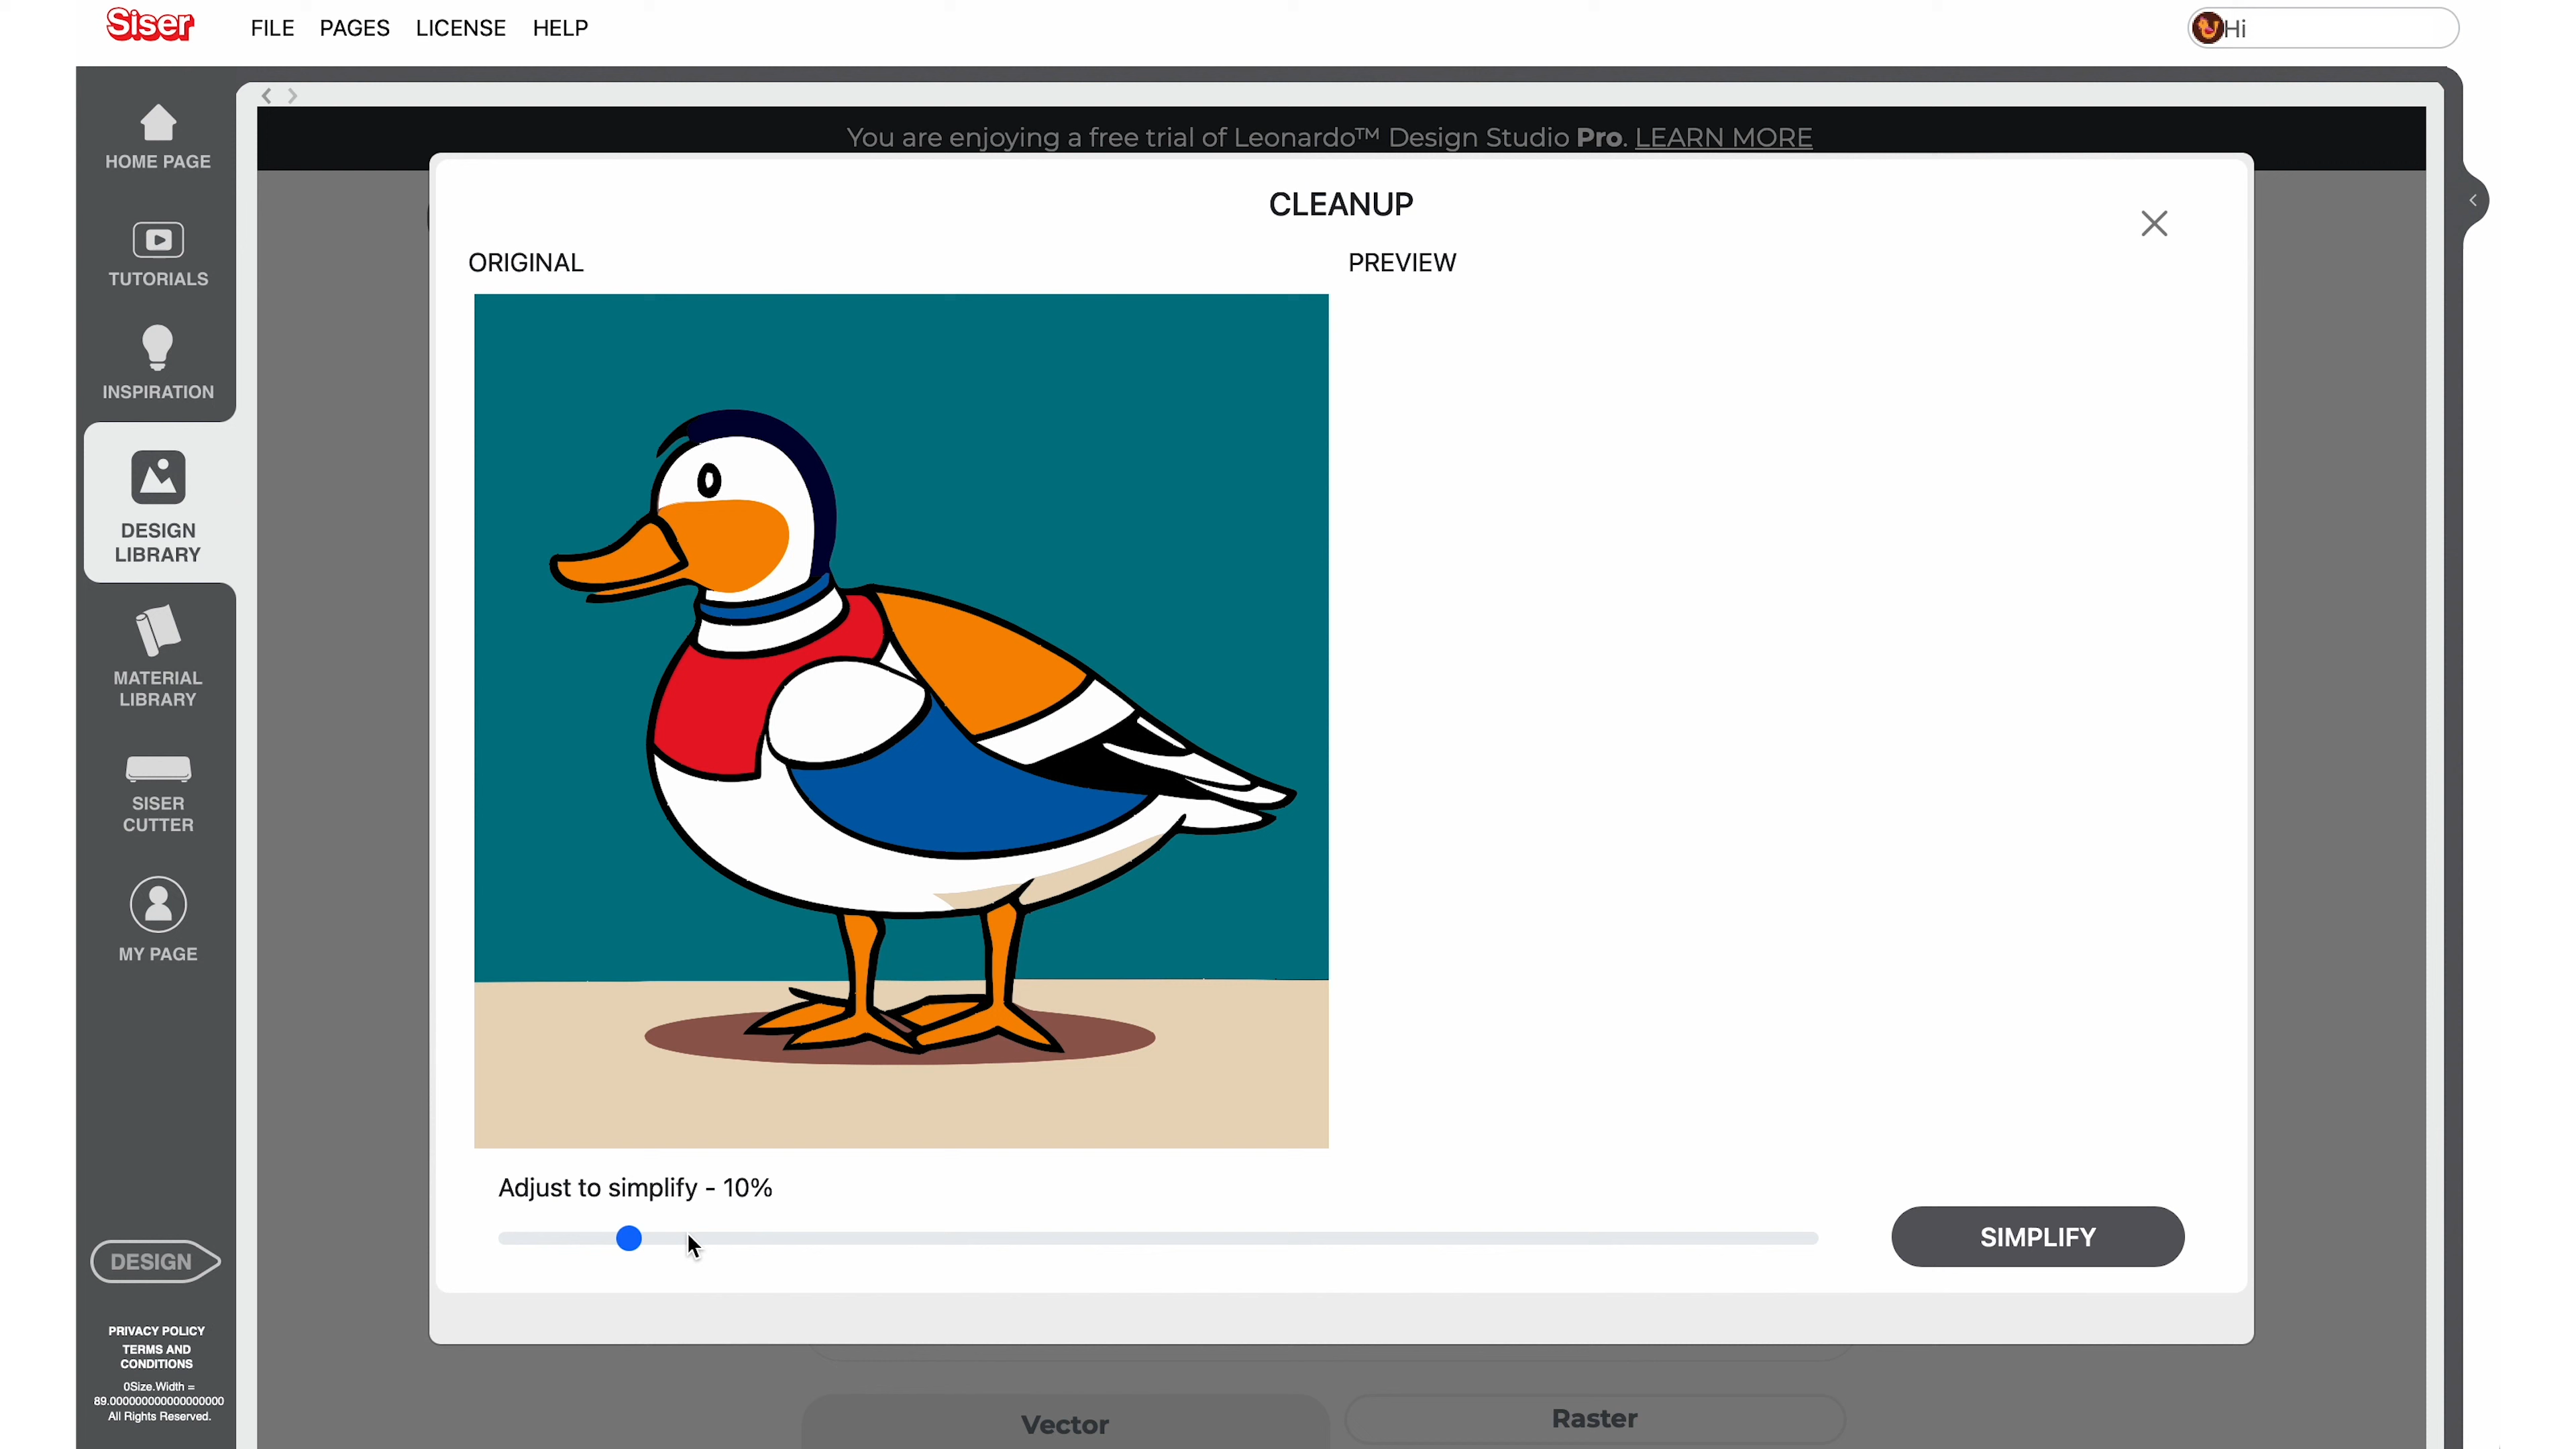 Siser
FILE PAGES LICENSE HELP
Hi
HOME PAGE
TUTORIALS
INSPIRATION
DESIGN
LIBRARY
MATERIAL
LIBRARY
SISER
CUTTER
MY PAGE
DESIGN
PRIVACY POLICY
TERMS AND
CONDITIONS
0Size.Width =
89.000000000000000000
All Rights Reserved.
You are enjoying a free trial of Leonardo™ Design Studio Pro. LEARN MORE
CLEANUP
ORIGINAL
PREVIEW
Adjust to simplify - 10%
SIMPLIFY
Vector
Raster